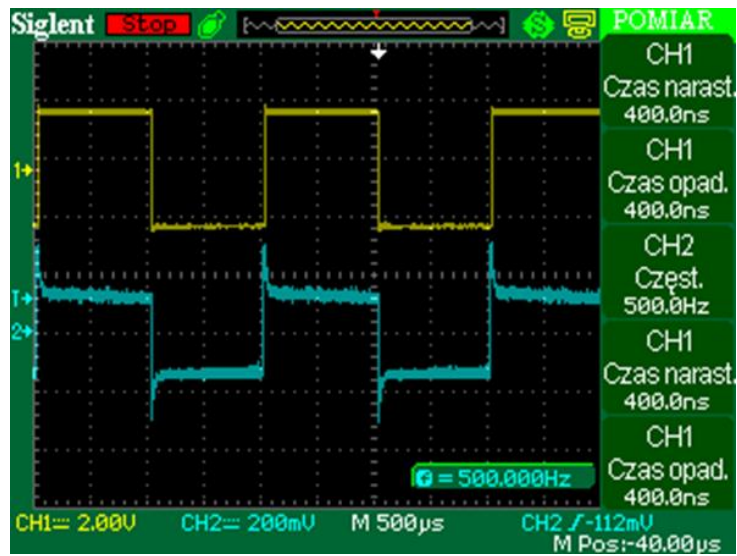 Siglent Stop POMIAR
CH1
Czas narast.
400.0ns
CH1
Czas opad.
400.0ns
CH2
Częst.
500.0Hz
CH1
Czas narast.
400.0ns
CH1
Czas opad.
400.0ns
1
T
2
f = 500.000Hz
CH1 2.00V CH2 200mV M 500µs CH2 -112mV
M Pos:-40.00µs